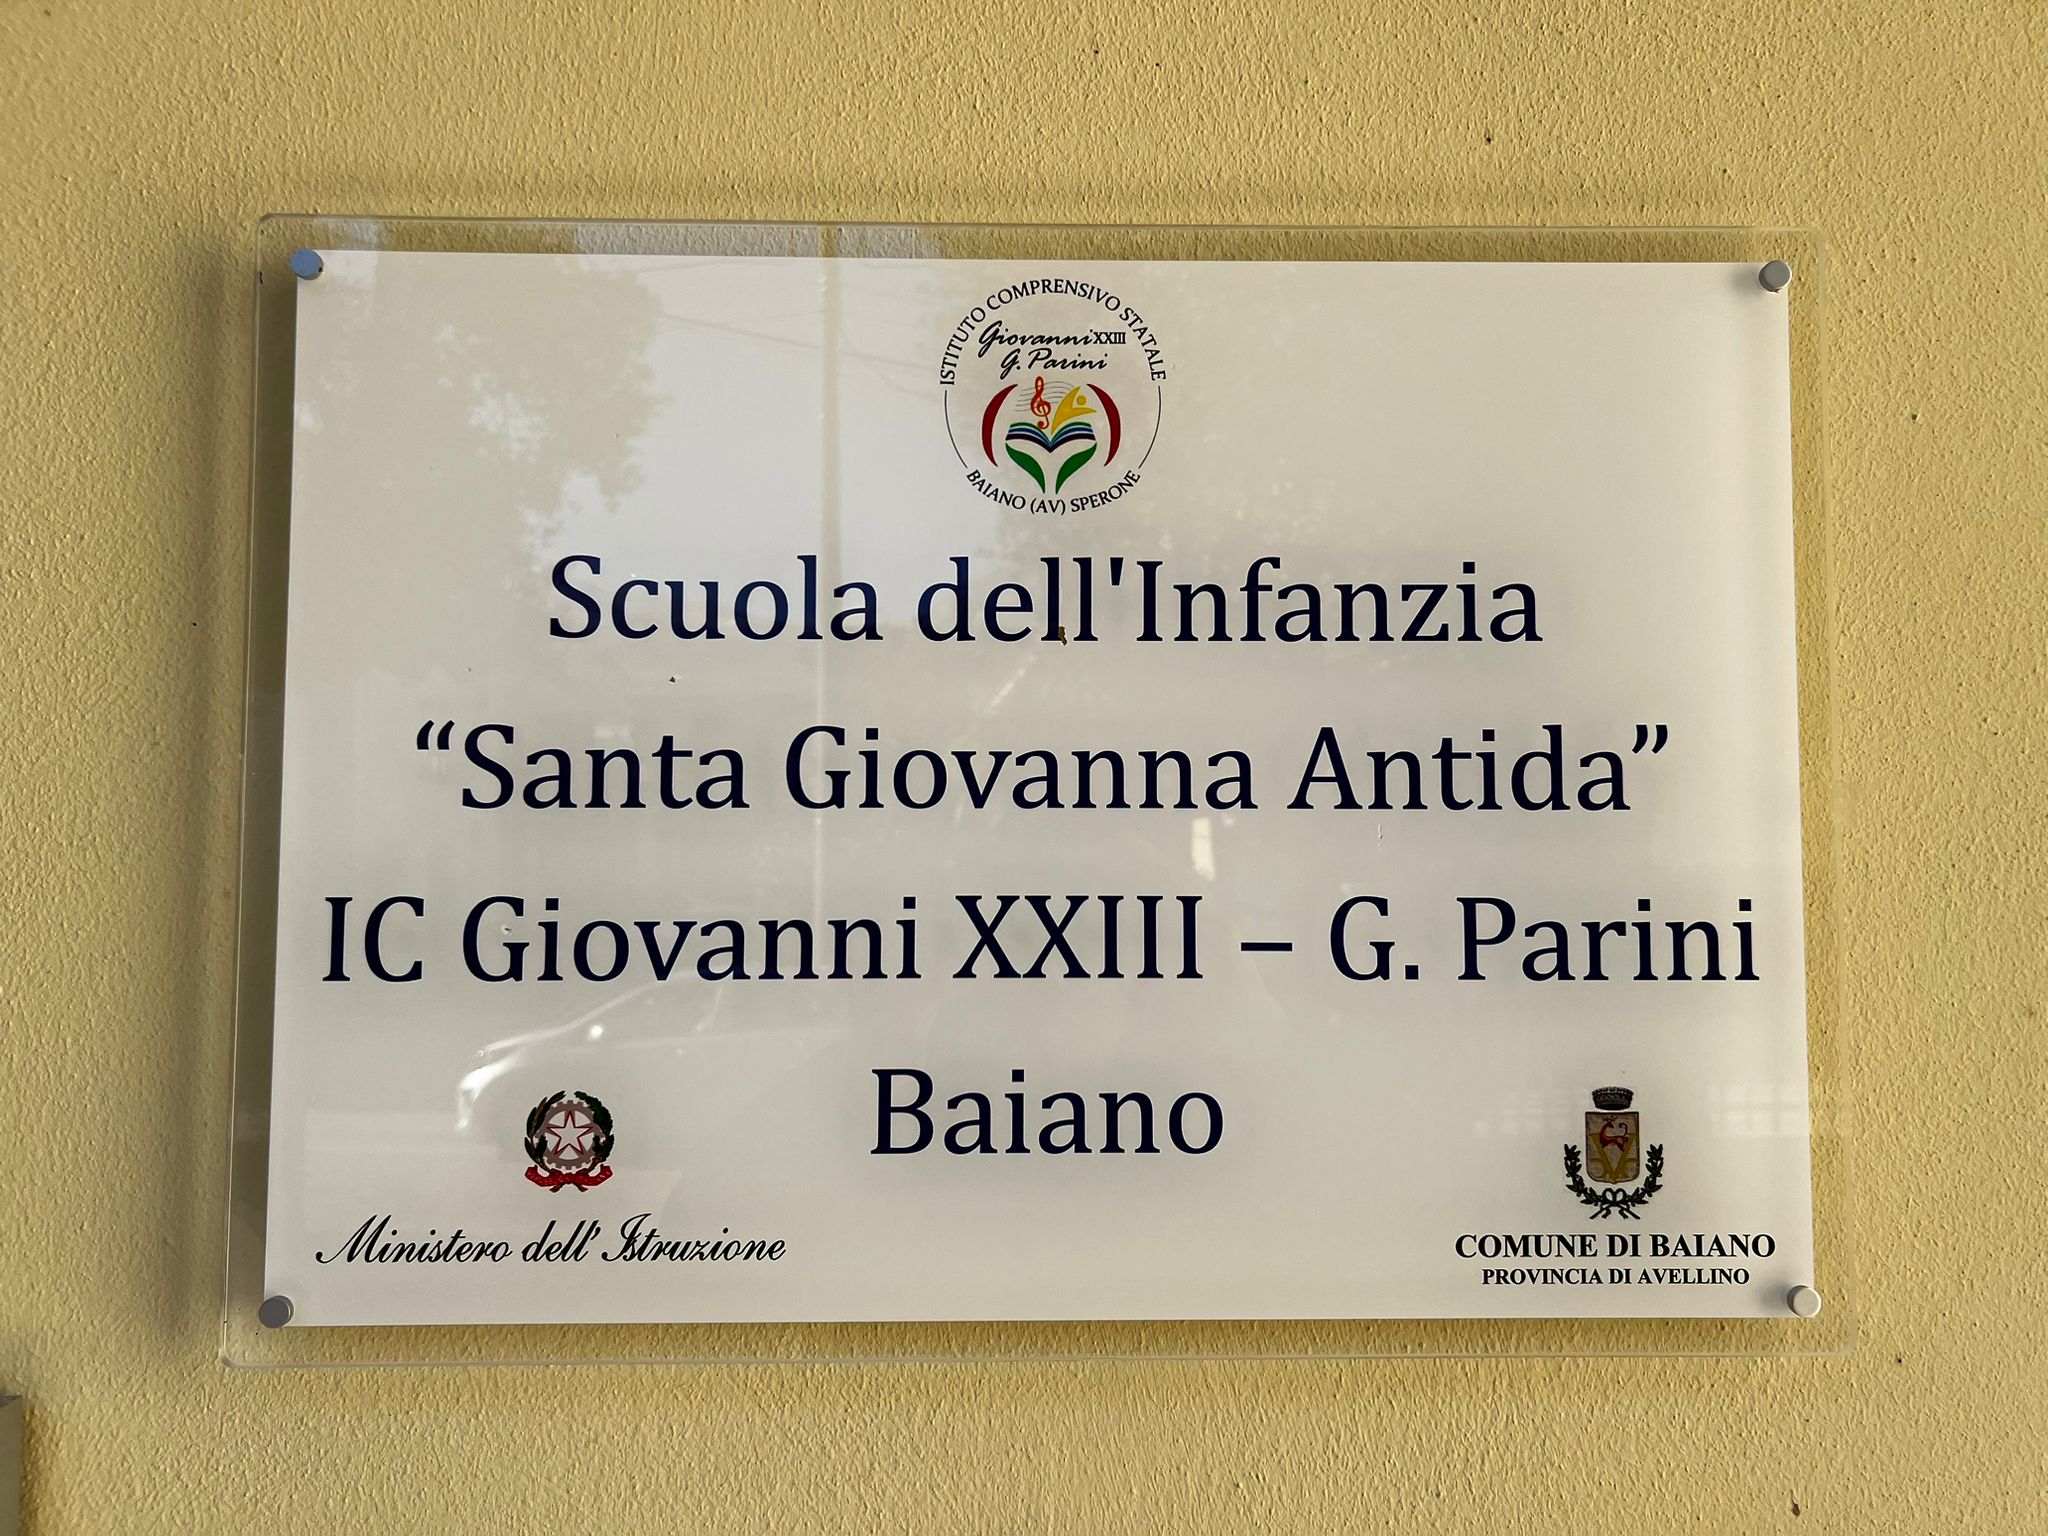 ISTITUTO COMPRENSIVO STATALE
Giovanni XXIII
G. Parini
BAIANO (AV) SPERONE
Scuola dell'Infanzia
“Santa Giovanna Antida”
IC Giovanni XXIII – G. Parini
Baiano
Ministero dell'Istruzione
COMUNE DI BAIANO
PROVINCIA DI AVELLINO